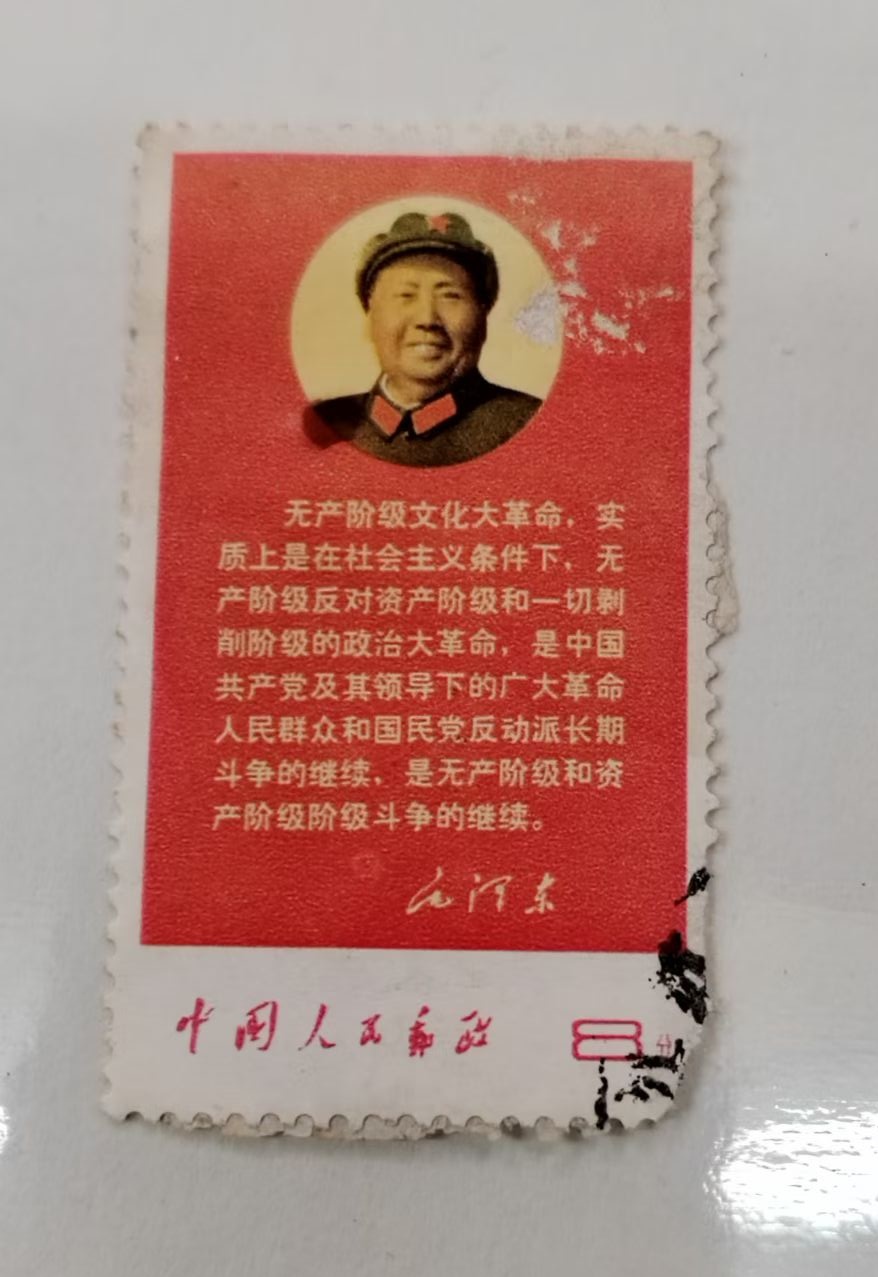 无产阶级文化大革命，实
质上是在社会主义条件下，无
产阶级反对资产阶级和一切剥
削阶级的政治大革命，是中国
共产党及其领导下的广大革命
人民群众和国民党反动派长期
斗争的继续，是无产阶级和资
产阶级阶级斗争的继续。
毛泽东
中国人民邮政 8分